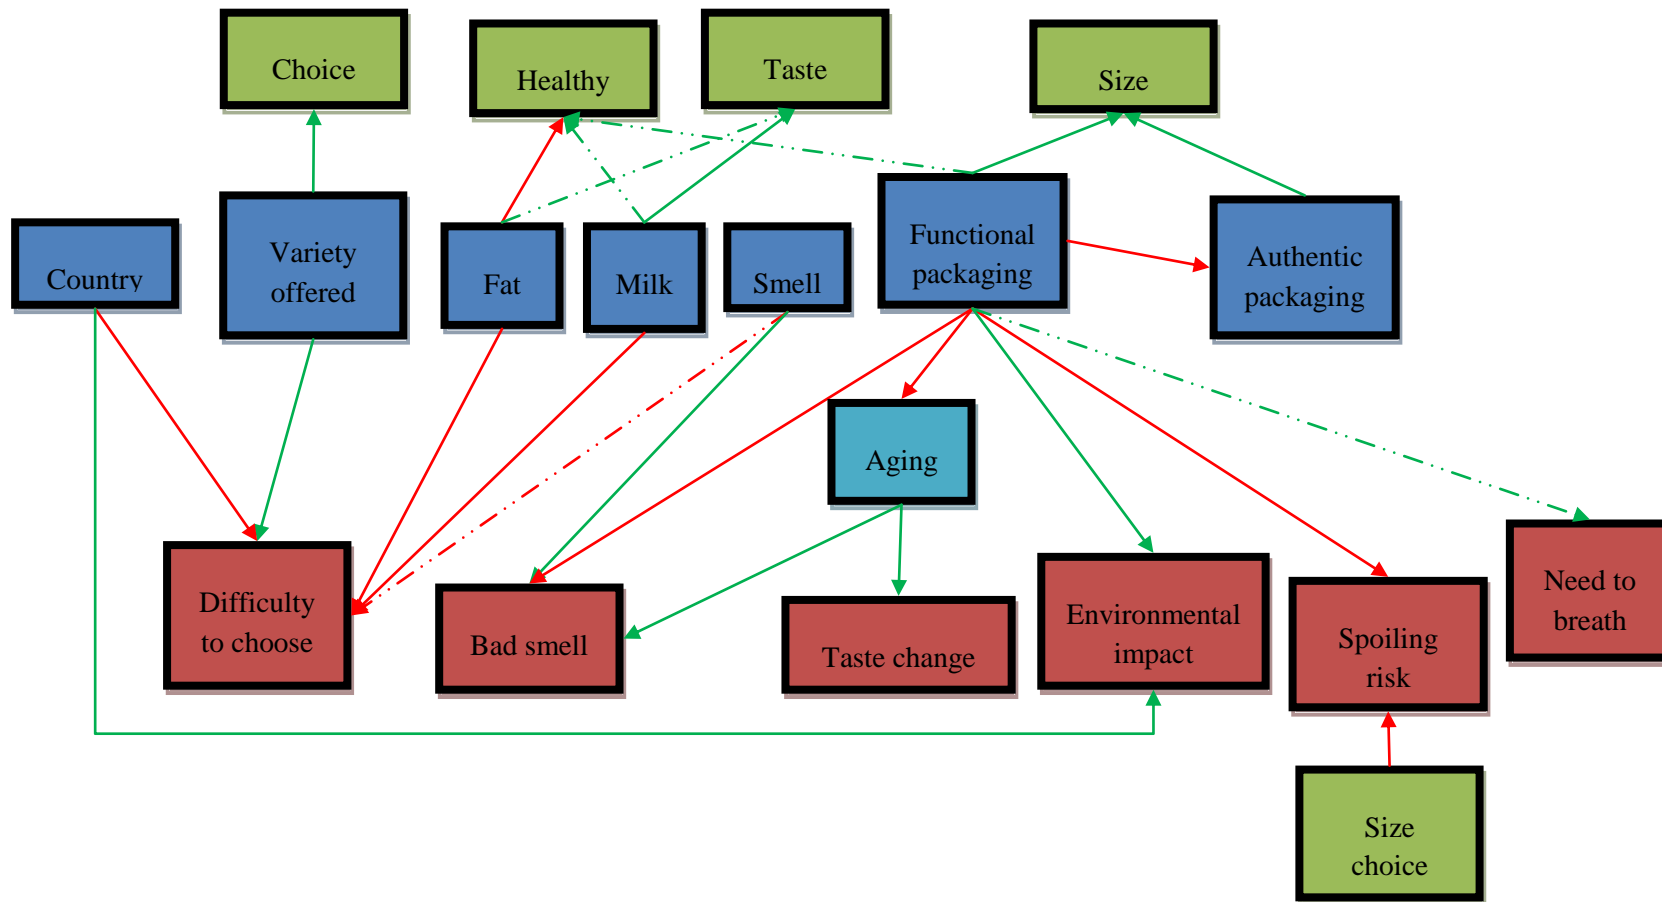 Choice
Healthy
Taste
Size
Country
Variety
offered
Fat
Milk
Smell
Functional
packaging
Authentic
packaging
Aging
Difficulty
to choose
Bad smell
Taste change
Environmental
impact
Spoiling
risk
Need to
breath
Size
choice